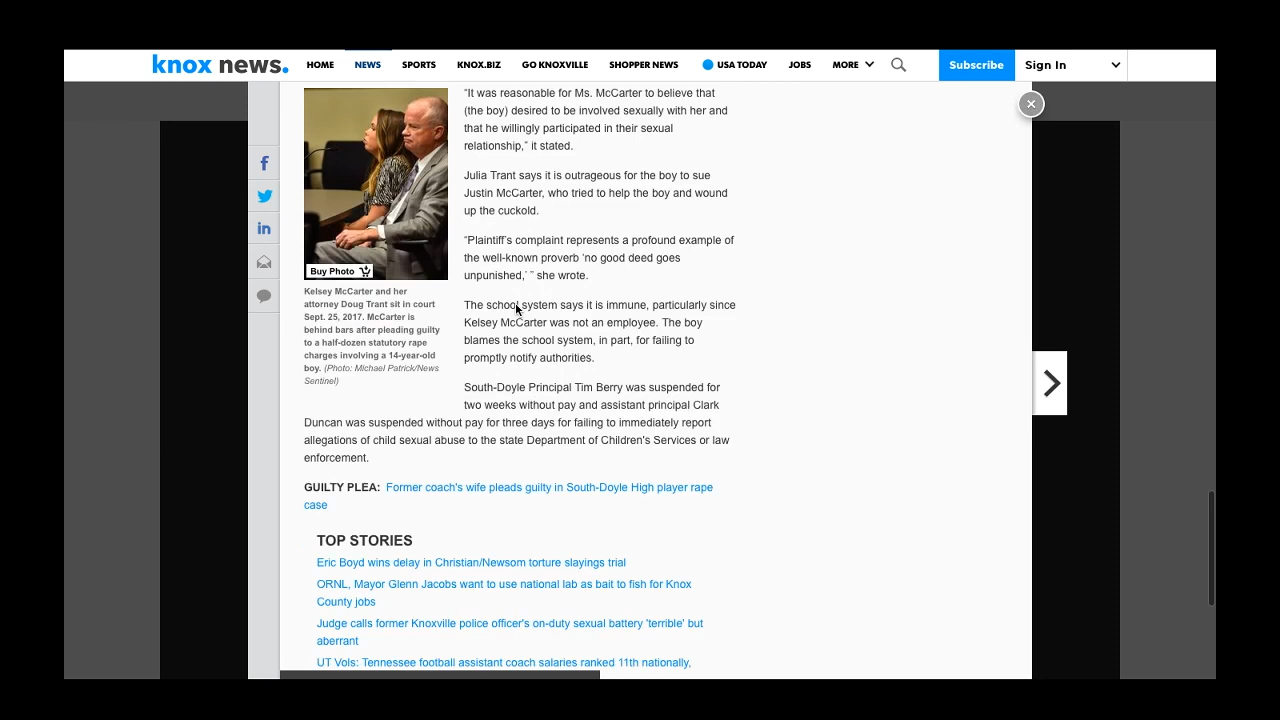 knox news. HOME NEWS SPORTS KNOX.BIZ GO KNOXVILLE SHOPPER NEWS USA TODAY JOBS MORE Subscribe Sign In
“It was reasonable for Ms. McCarter to believe that
(the boy) desired to be involved sexually with her and
that he willingly participated in their sexual
relationship,” it stated.
Julia Trant says it is outrageous for the boy to sue
Justin McCarter, who tried to help the boy and wound
up the cuckold.
“Plaintiff’s complaint represents a profound example of
the well-known proverb ‘no good deed goes
unpunished,’ ” she wrote.
The school system says it is immune, particularly since
Kelsey McCarter was not an employee. The boy
blames the school system, in part, for failing to
promptly notify authorities.
South-Doyle Principal Tim Berry was suspended for
two weeks without pay and assistant principal Clark
Buy Photo
Kelsey McCarter and her
attorney Doug Trant sit in court
Sept. 25, 2017. McCarter is
behind bars after pleading guilty
to a half-dozen statutory rape
charges involving a 14-year-old
boy. (Photo: Michael Patrick/News
Sentinel)
Duncan was suspended without pay for three days for failing to immediately report
allegations of child sexual abuse to the state Department of Children's Services or law
enforcement.
GUILTY PLEA: Former coach's wife pleads guilty in South-Doyle High player rape
case
TOP STORIES
Eric Boyd wins delay in Christian/Newsom torture slayings trial
ORNL, Mayor Glenn Jacobs want to use national lab as bait to fish for Knox
County jobs
Judge calls former Knoxville police officer's on-duty sexual battery 'terrible' but
aberrant
UT Vols: Tennessee football assistant coach salaries ranked 11th nationally,